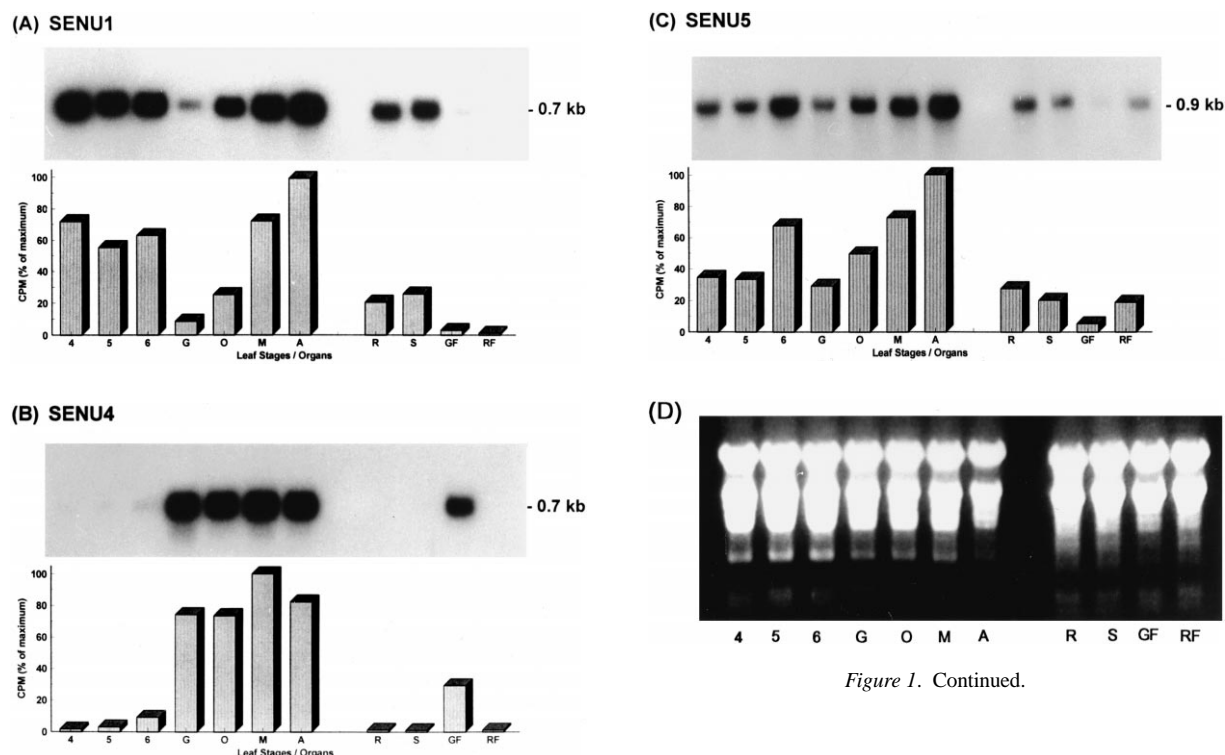 (A) SENU1
- 0.7 kb
100
80
60
40
20
0
CPM (% of maximum)
4 5 6 G O M A R S GF RF
Leaf Stages / Organs
(B) SENU4
- 0.7 kb
100
80
60
40
20
0
CPM (% of maximum)
4 5 6 G O M A R S GF RF
Leaf Stages / Organs
(C) SENU5
- 0.9 kb
100
80
60
40
20
0
CPM (% of maximum)
4 5 6 G O M A R S GF RF
Leaf Stages / Organs
(D)
4 5 6 G O M A R S GF RF
Figure 1. Continued.